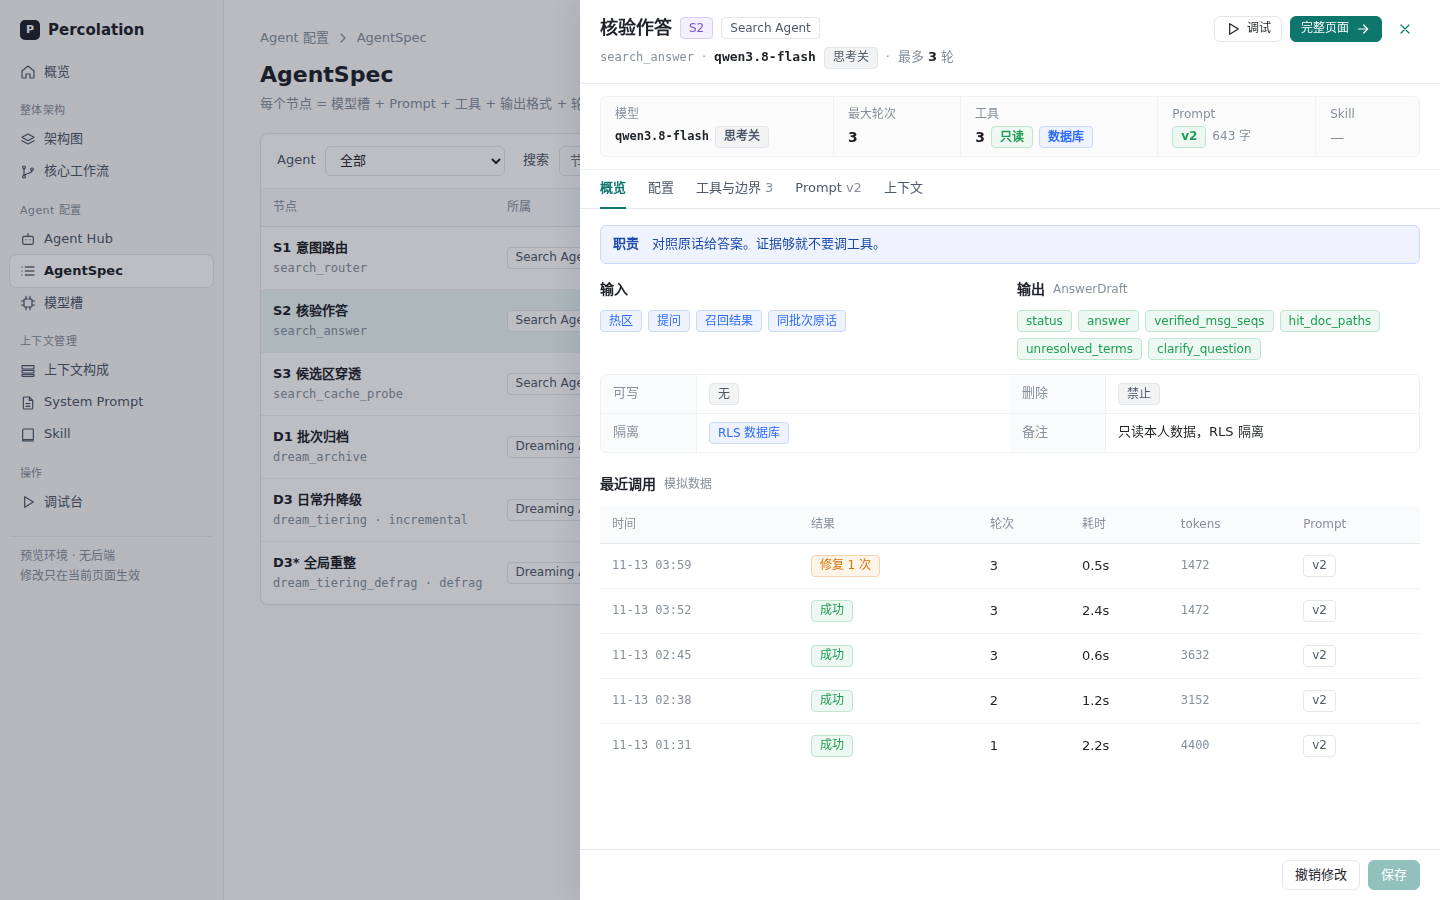 P Percolation
概览
整体架构
架构图
核心工作流
Agent 配置
Agent Hub
AgentSpec
模型槽
上下文管理
上下文构成
System Prompt
Skill
操作
调试台
预览环境 · 无后端
修改只在当前页面生效
Agent 配置 > AgentSpec
AgentSpec
每个节点 = 模型槽 + Prompt + 工具 + 输出格式 + 轮
Agent 全部 搜索 节
节点 所属
S1 意图路由
search_router
Search Age
S2 核验作答
search_answer
Search Age
S3 候选区穿透
search_cache_probe
Search Age
D1 批次归档
dream_archive
Dreaming A
D3 日常升降级
dream_tiering · incremental
Dreaming A
D3* 全局重整
dream_tiering_defrag · defrag
Dreaming A
核验作答 S2 Search Agent
search_answer · qwen3.8-flash 思考关 · 最多 3 轮
调试 完整页面 → ×
模型 最大轮次 工具 Prompt Skill
qwen3.8-flash 思考关 3 3 只读 数据库 v2 643 字 —
概览 配置 工具与边界 3 Prompt v2 上下文
职责 对照原话给答案。证据够就不要调工具。
输入
热区 提问 召回结果 同批次原话
输出 AnswerDraft
status answer verified_msg_seqs hit_doc_paths
unresolved_terms clarify_question
可写 无 删除 禁止
隔离 RLS 数据库 备注 只读本人数据，RLS 隔离
最近调用 模拟数据
时间 结果 轮次 耗时 tokens Prompt
11-13 03:59 修复 1 次 3 0.5s 1472 v2
11-13 03:52 成功 3 2.4s 1472 v2
11-13 02:45 成功 3 0.6s 3632 v2
11-13 02:38 成功 2 1.2s 3152 v2
11-13 01:31 成功 1 2.2s 4400 v2
撤销修改 保存